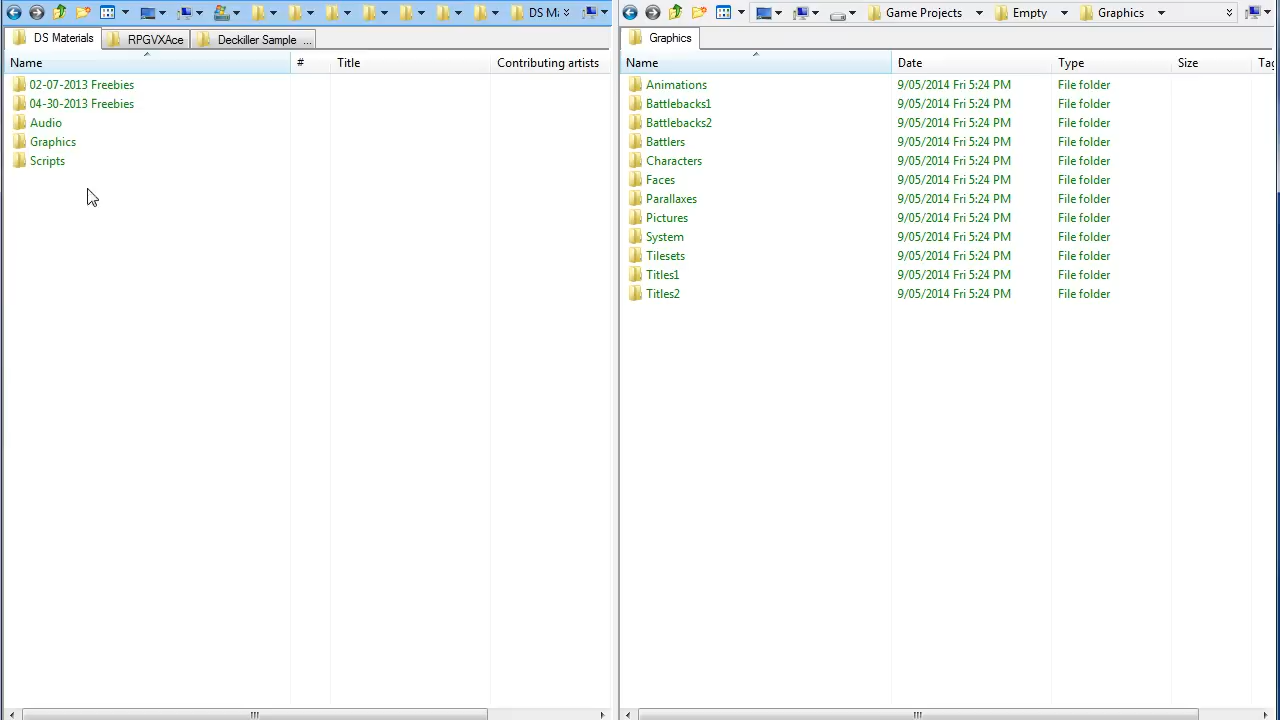 DS Mi
Game Projects
Empty
Graphics
DS Materials
RPGVXAce
Deckiller Sample ...
Graphics
Name
#
Title
Contributing artists
Name
Date
Type
Size
Tag
02-07-2013 Freebies
04-30-2013 Freebies
Audio
Graphics
Scripts
Animations 9/05/2014 Fri 5:24 PM File folder
Battlebacks1 9/05/2014 Fri 5:24 PM File folder
Battlebacks2 9/05/2014 Fri 5:24 PM File folder
Battlers 9/05/2014 Fri 5:24 PM File folder
Characters 9/05/2014 Fri 5:24 PM File folder
Faces 9/05/2014 Fri 5:24 PM File folder
Parallaxes 9/05/2014 Fri 5:24 PM File folder
Pictures 9/05/2014 Fri 5:24 PM File folder
System 9/05/2014 Fri 5:24 PM File folder
Tilesets 9/05/2014 Fri 5:24 PM File folder
Titles1 9/05/2014 Fri 5:24 PM File folder
Titles2 9/05/2014 Fri 5:24 PM File folder